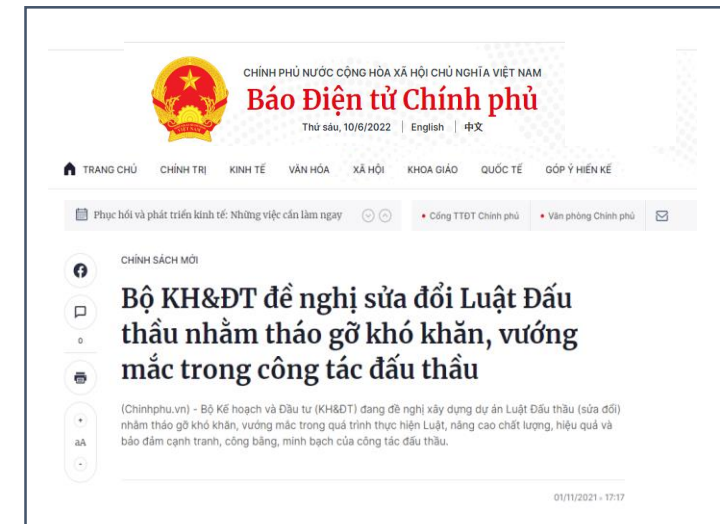 CHÍNH PHỦ NƯỚC CỘNG HÒA XÃ HỘI CHỦ NGHĨA VIỆT NAM
Báo Điện tử Chính phủ
Thứ sáu, 10/6/2022 | English | 中文
TRANG CHỦ CHÍNH TRỊ KINH TẾ VĂN HÓA XÃ HỘI KHOA GIÁO QUỐC TẾ GÓP Ý HIẾN KẾ
Phục hồi và phát triển kinh tế: Những việc cần làm ngay • Cổng TTĐT Chính phủ • Văn phòng Chính phủ
CHÍNH SÁCH MỚI
Bộ KH&ĐT đề nghị sửa đổi Luật Đấu
thầu nhằm tháo gỡ khó khăn, vướng
mắc trong công tác đấu thầu
0
(Chinhphu.vn) - Bộ Kế hoạch và Đầu tư (KH&ĐT) đang đề nghị xây dựng dự án Luật Đấu thầu (sửa đổi)
nhằm tháo gỡ khó khăn, vướng mắc trong quá trình thực hiện Luật, nâng cao chất lượng, hiệu quả và
bảo đảm cạnh tranh, công bằng, minh bạch của công tác đấu thầu.
+
aA
-
01/11/2021 - 17:17